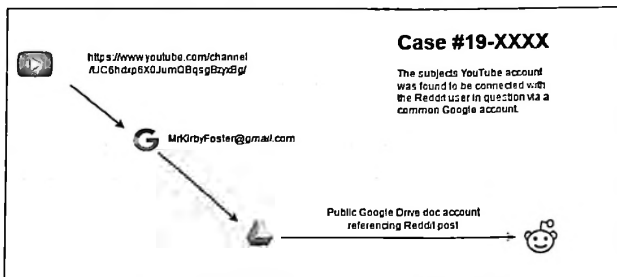 Case #19-XXXX
https://www.youtube.com/channel
The subjects YouTube account
was found to be connected with
the Reddit user in question via a
common Google account.
MrKirbyFoster@gmail.com
Public Google Drive doc account
referencing Reddit post